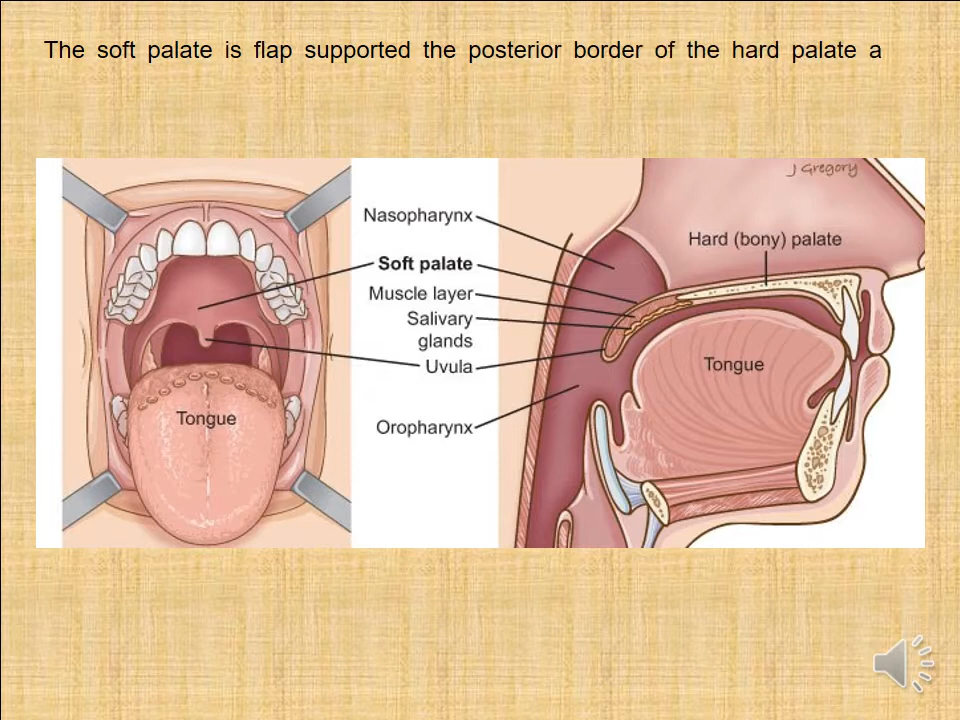 The soft palate is flap supported the posterior border of the hard palate a
J Gregory
Nasopharynx
Hard (bony) palate
Soft palate
Muscle layer
Salivary
glands
Uvula
Tongue
Tongue
Oropharynx